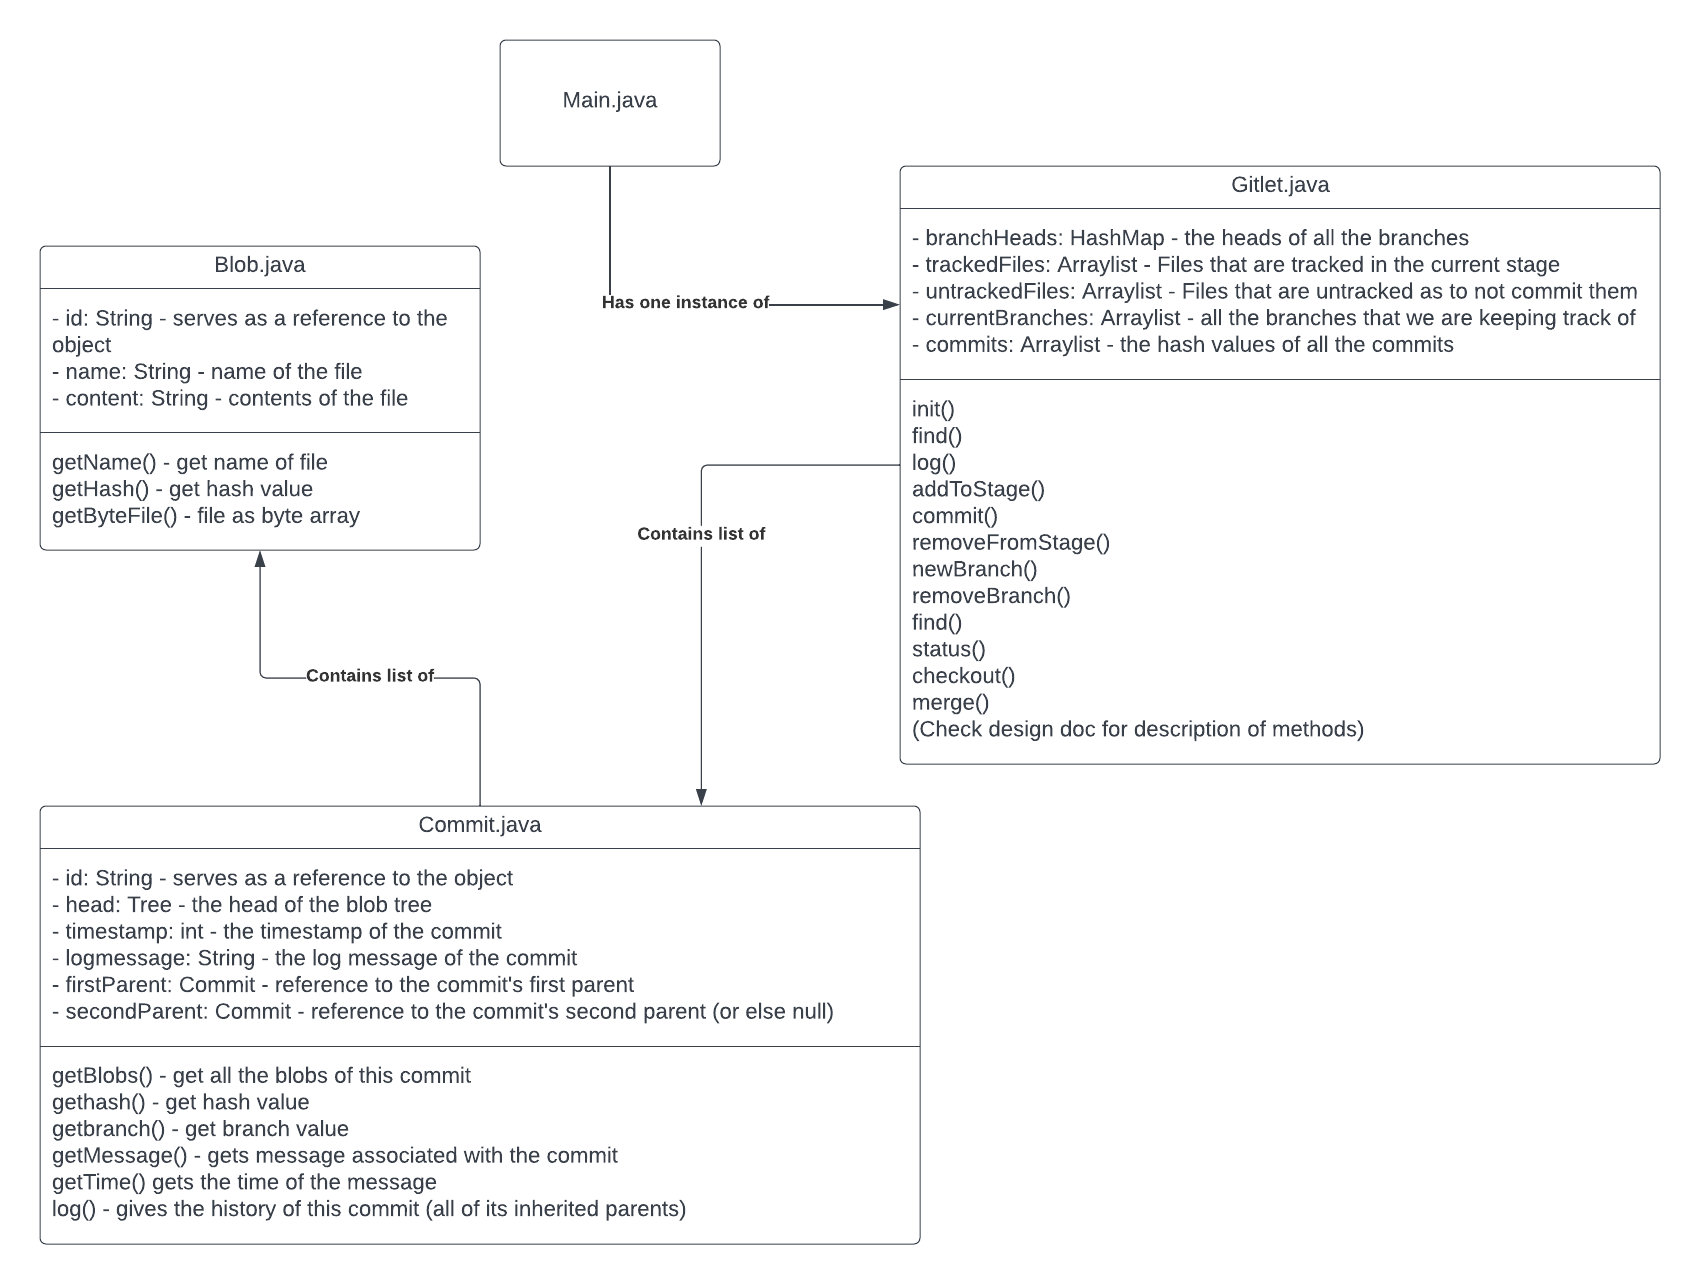 Main.java
Has one instance of
Gitlet.java
- branchHeads: HashMap - the heads of all the branches
- trackedFiles: Arraylist - Files that are tracked in the current stage
- untrackedFiles: Arraylist - Files that are untracked as to not commit them
- currentBranches: Arraylist - all the branches that we are keeping track of
- commits: Arraylist - the hash values of all the commits
init()
find()
log()
addToStage()
commit()
removeFromStage()
newBranch()
removeBranch()
find()
status()
checkout()
merge()
(Check design doc for description of methods)
Blob.java
- id: String - serves as a reference to the
object
- name: String - name of the file
- content: String - contents of the file
getName() - get name of file
getHash() - get hash value
getByteFile() - file as byte array
Contains list of
Contains list of
Commit.java
- id: String - serves as a reference to the object
- head: Tree - the head of the blob tree
- timestamp: int - the timestamp of the commit
- logmessage: String - the log message of the commit
- firstParent: Commit - reference to the commit's first parent
- secondParent: Commit - reference to the commit's second parent (or else null)
getBlobs() - get all the blobs of this commit
gethash() - get hash value
getbranch() - get branch value
getMessage() - gets message associated with the commit
getTime() gets the time of the message
log() - gives the history of this commit (all of its inherited parents)